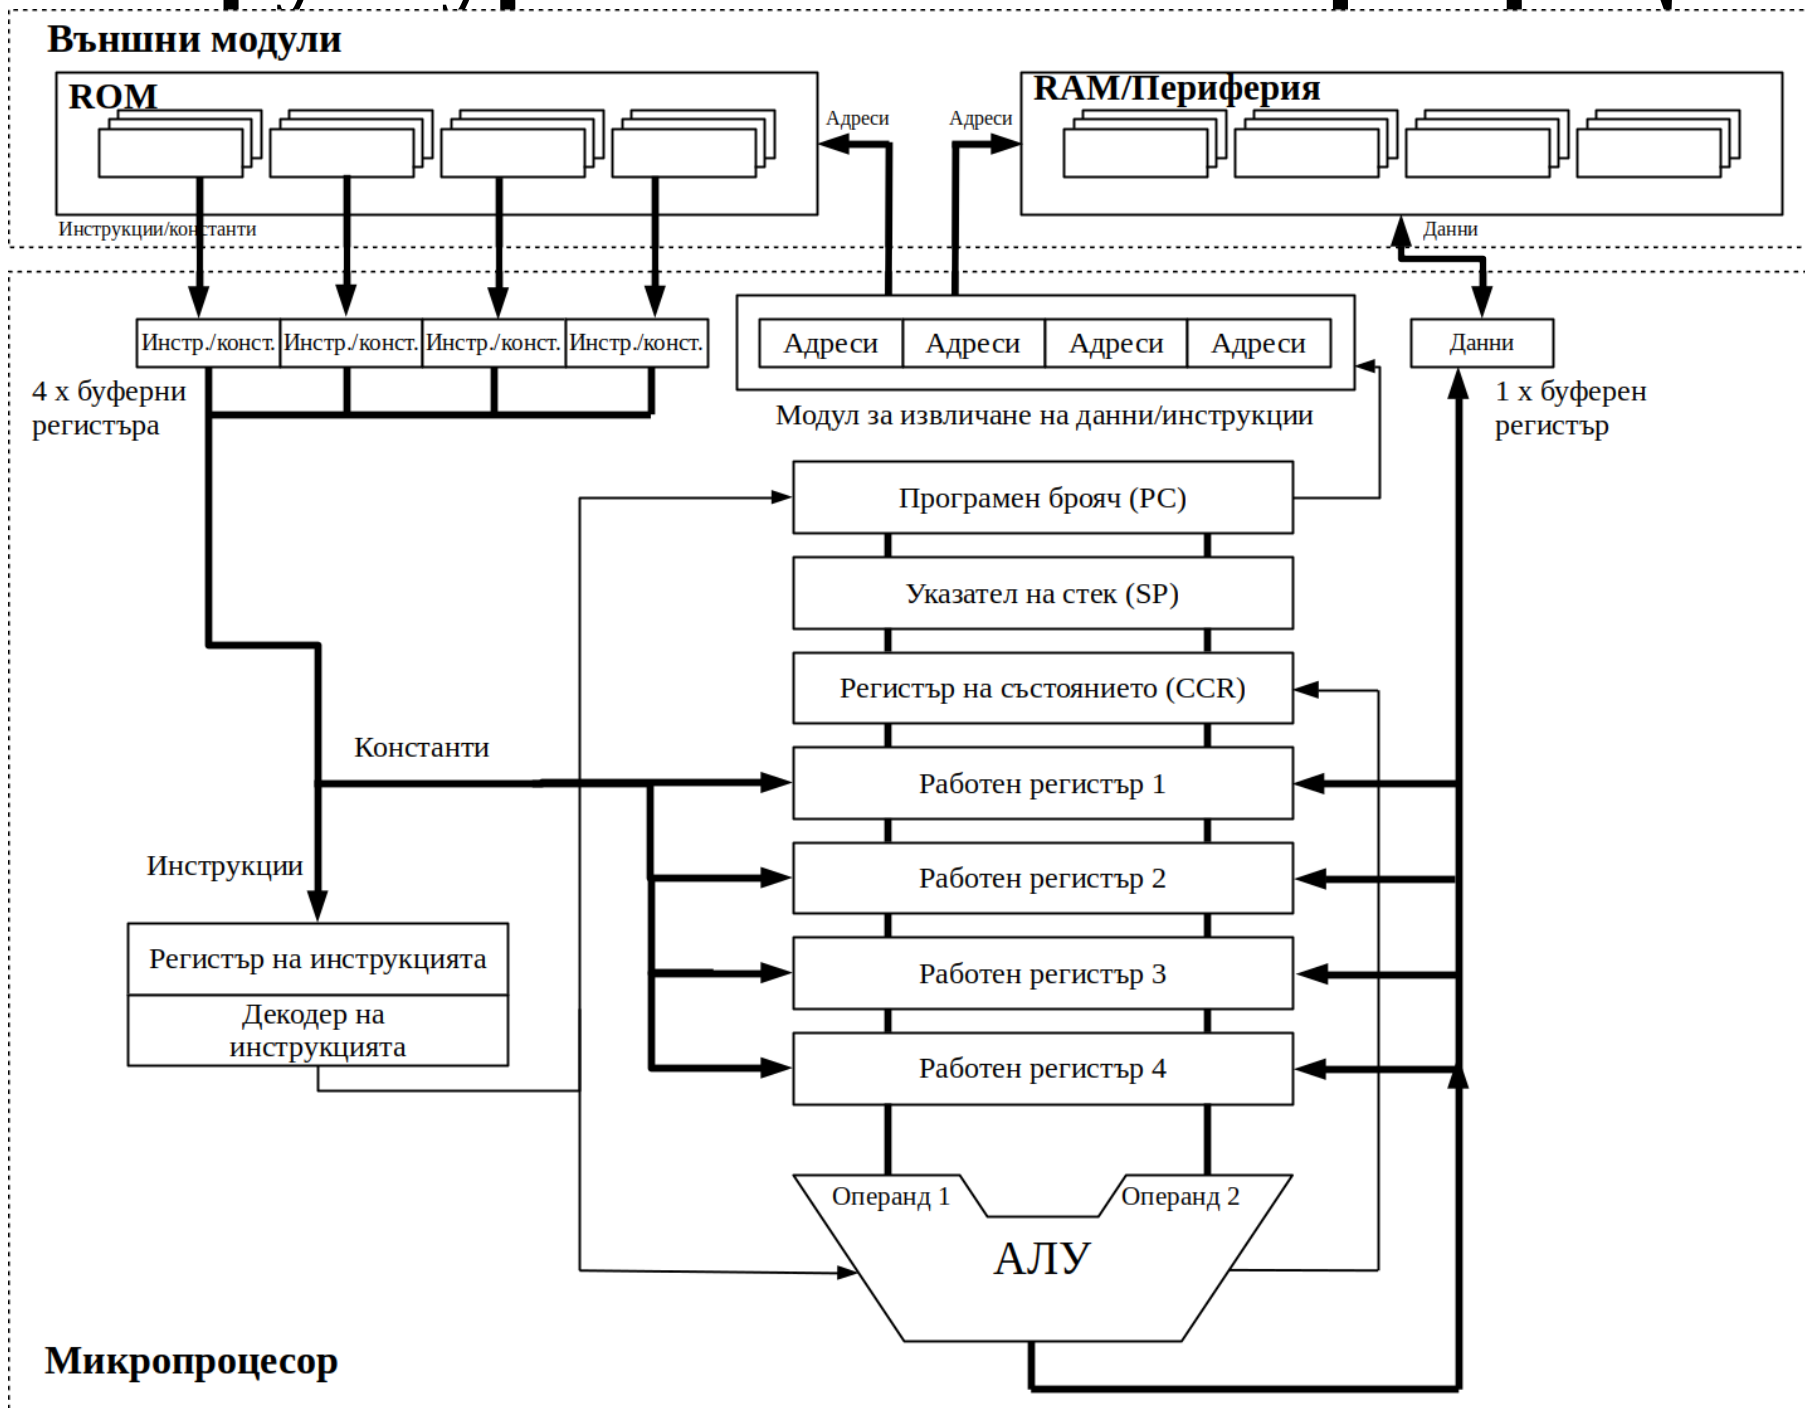 Външни модули
ROM
RAM/Периферия
Адреси
Адреси
Инструкции/константи
Данни
Инстр./конст.
Инстр./конст.
Инстр./конст.
Инстр./конст.
Адреси
Адреси
Адреси
Адреси
Данни
4 x буферни
регистъра
Модул за извличане на данни/инструкции
1 x буферен
регистър
Програмен брояч (PC)
Указател на стек (SP)
Регистър на състоянието (CCR)
Константи
Работен регистър 1
Инструкции
Работен регистър 2
Регистър на инструкцията
Работен регистър 3
Декодер на
инструкцията
Работен регистър 4
Операнд 1
Операнд 2
АЛУ
Микропроцесор